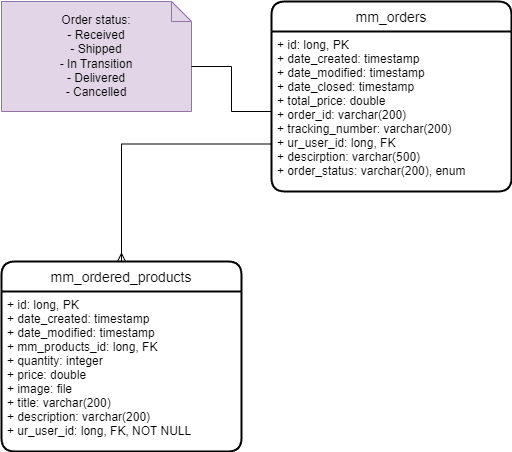 Order status:
- Received
- Shipped
- In Transition
- Delivered
- Cancelled
mm_orders
+ id: long, PK
+ date_created: timestamp
+ date_modified: timestamp
+ date_closed: timestamp
+ total_price: double
+ order_id: varchar(200)
+ tracking_number: varchar(200)
+ ur_user_id: long, FK
+ descirption: varchar(500)
+ order_status: varchar(200), enum
mm_ordered_products
+ id: long, PK
+ date_created: timestamp
+ date_modified: timestamp
+ mm_products_id: long, FK
+ quantity: integer
+ price: double
+ image: file
+ title: varchar(200)
+ description: varchar(200)
+ ur_user_id: long, FK, NOT NULL